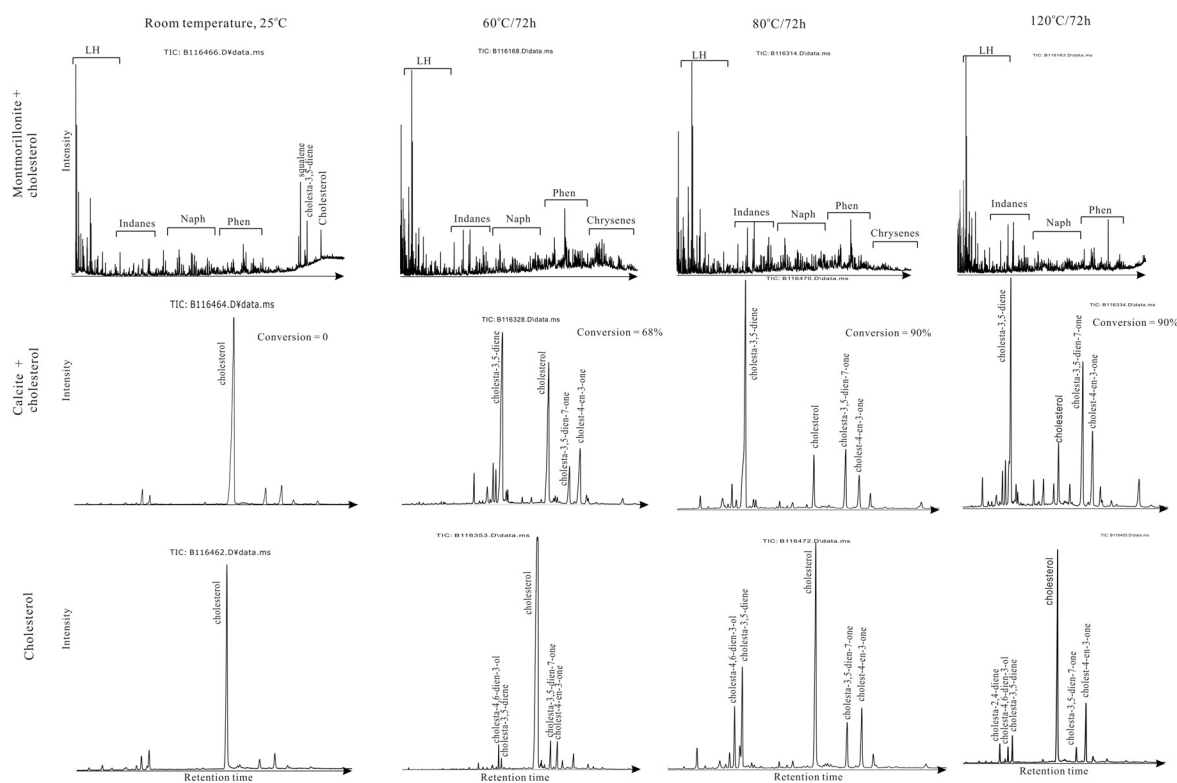 Room temperature, 25°C
60°C/72h
80°C/72h
120°C/72h
Montmorillonite +
cholesterol
Intensity
TIC: B116466.D¥data.ms
LH
Indanes
Naph
Phen
squalene
cholesta-3,5-diene
Cholesterol
TIC: B116168.D\data.ms
LH
Indanes
Naph
Phen
Chrysenes
TIC: B116314.D\data.ms
LH
Indanes
Naph
Phen
Chrysenes
TIC: B116163.D\data.ms
LH
Indanes
Naph
Phen
Calcite +
cholesterol
Intensity
TIC: B116464.D¥data.ms
Conversion = 0
cholesterol
TIC: B116328.D\data.ms
Conversion = 68%
cholesta-3,5-diene
cholesterol
cholesta-3,5-dien-7-one
cholest-4-en-3-one
TIC: B116470.D\data.ms
Conversion = 90%
cholesta-3,5-diene
cholesterol
cholesta-3,5-dien-7-one
cholest-4-en-3-one
TIC: B116334.D\data.ms
Conversion = 90%
cholesta-3,5-diene
cholesterol
cholesta-3,5-dien-7-one
cholest-4-en-3-one
Cholesterol
Intensity
TIC: B116462.D¥data.ms
cholesterol
Retention time
TIC: B116353.D\data.ms
cholesta-4,6-dien-3-ol
cholesta-3,5-diene
cholesterol
cholesta-3,5-dien-7-one
cholest-4-en-3-one
Retention time
TIC: B116472.D\data.ms
cholesta-4,6-dien-3-ol
cholesta-3,5-diene
cholesterol
cholesta-3,5-dien-7-one
cholest-4-en-3-one
Retention time
cholesta-2,4-diene
cholesta-4,6-dien-3-ol
cholesta-3,5-diene
cholesterol
cholesta-3,5-dien-7-one
cholest-4-en-3-one
Retention time